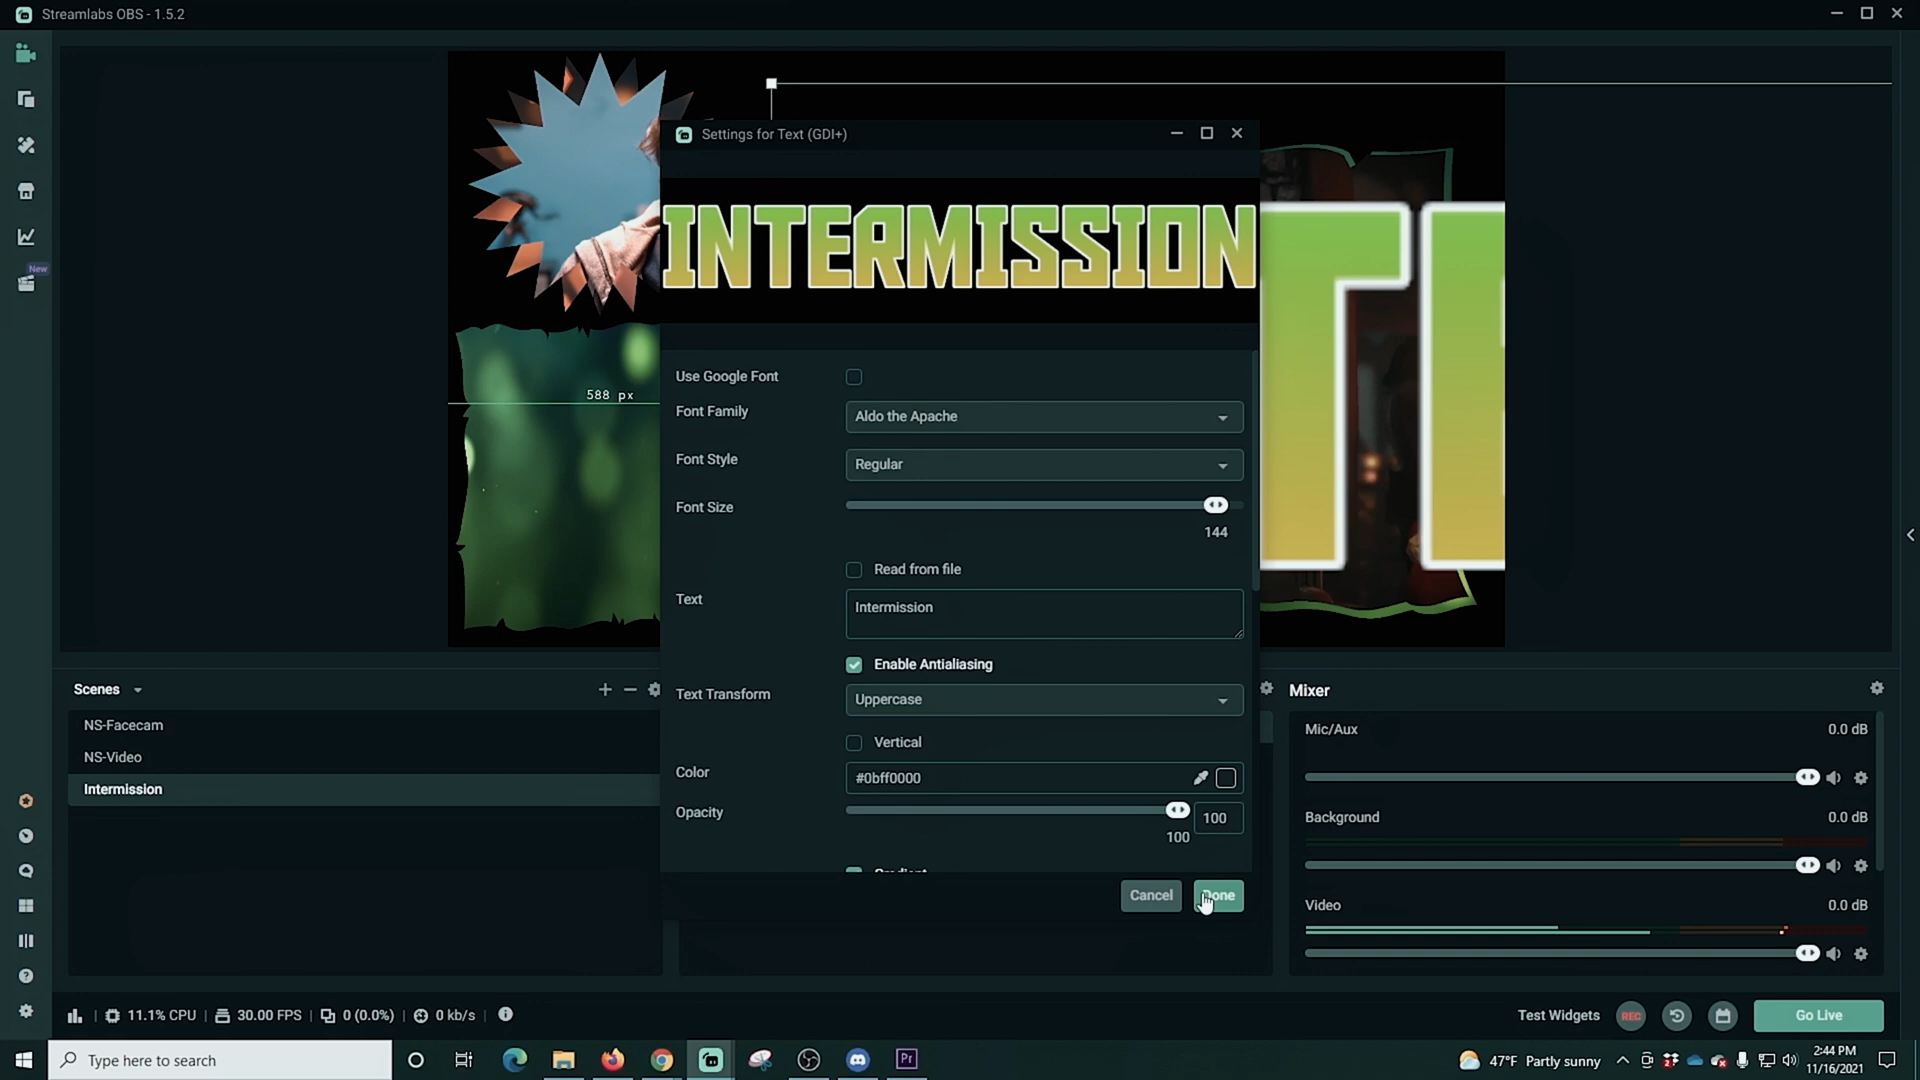 Streamlabs OBS - 1.5.2
Settings for Text (GDI+)
INTERMISSION
New
588 px
Use Google Font
Font Family
Aldo the Apache
Font Style
Regular
Font Size
144
Read from file
Text
Intermission
Enable Antialiasing
Text Transform
Uppercase
Vertical
Color
#0bff0000
Opacity
100
100
Gradient
Cancel
Done
Scenes
NS-Facecam
NS-Video
Intermission
Mixer
Mic/Aux
0.0 dB
Background
0.0 dB
Video
0.0 dB
11.1% CPU
30.00 FPS
0 (0.0%)
0 kb/s
Test Widgets
REC
Go Live
Type here to search
Pr
47°F Partly sunny
2:44 PM
11/16/2021